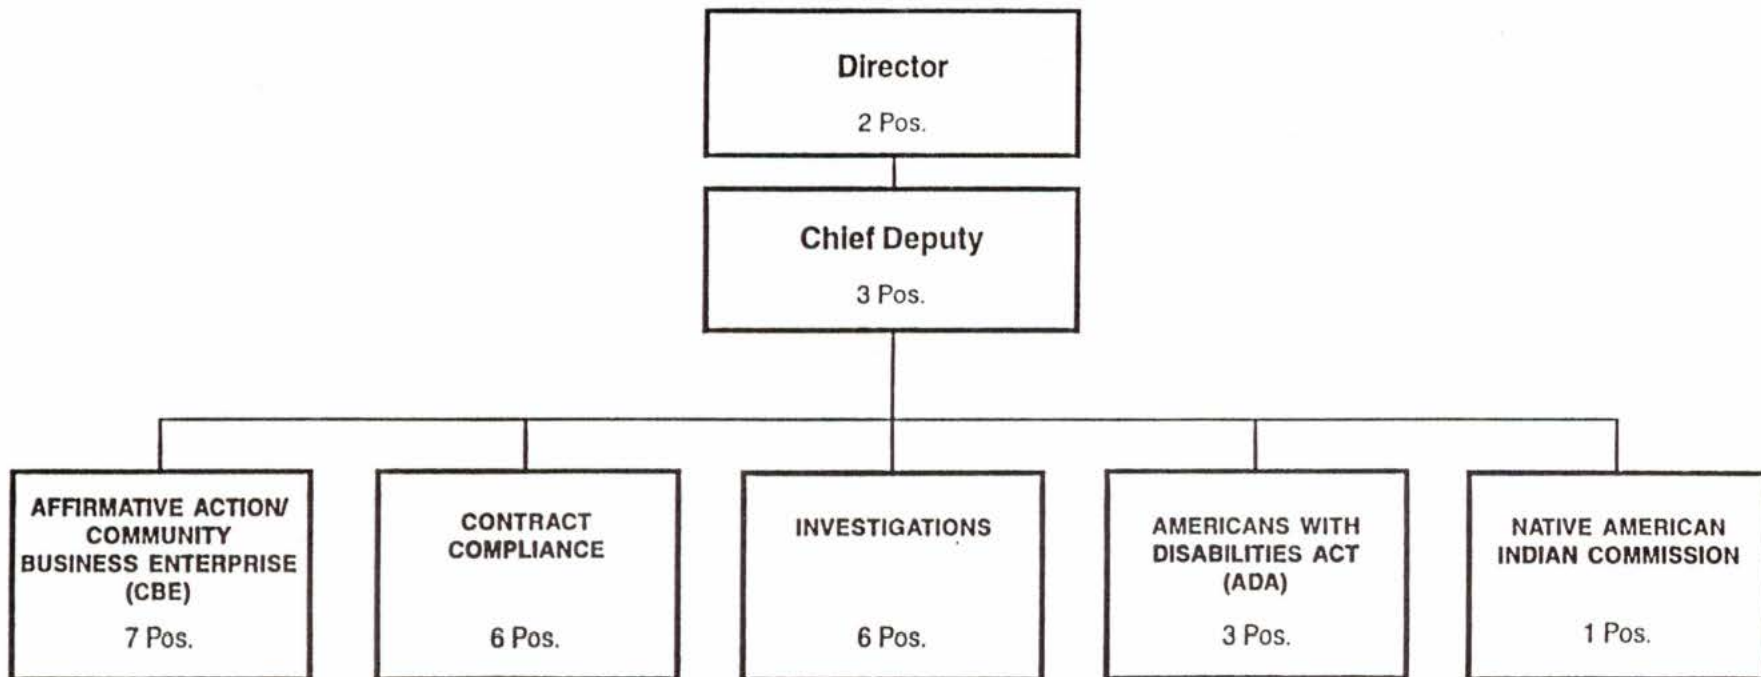 Director
2 Pos.
Chief Deputy
3 Pos.
AFFIRMATIVE ACTION/
COMMUNITY
BUSINESS ENTERPRISE
(CBE)
7 Pos.
CONTRACT
COMPLIANCE
6 Pos.
INVESTIGATIONS
6 Pos.
AMERICANS WITH
DISABILITIES ACT
(ADA)
3 Pos.
NATIVE AMERICAN
INDIAN COMMISSION
1 Pos.